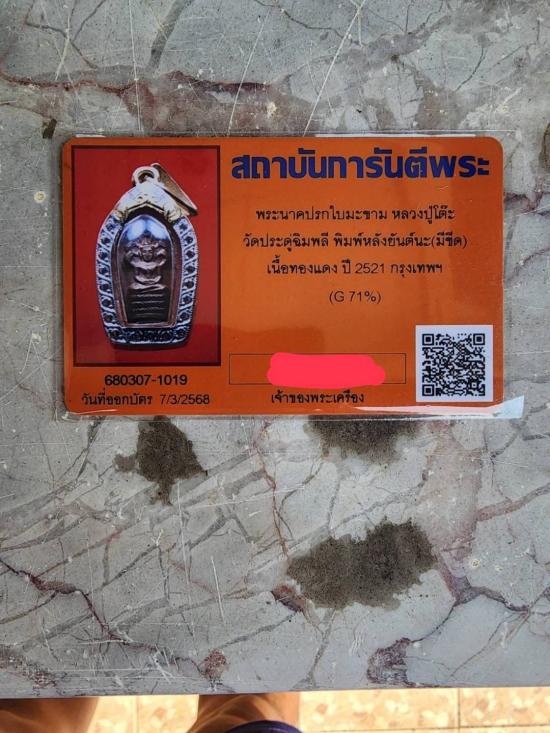 สถาบันการันตีพระ
พระนาคปรกใบมะขาม หลวงปู่โต๊ะ
วัดประดู่ฉิมพลี พิมพ์หลังยันต์นะ(มีขีด)
เนื้อทองแดง ปี 2521 กรุงเทพฯ
(G 71%)
680307-1019
วันที่ออกบัตร 7/3/2568
เจ้าของพระเครื่อง